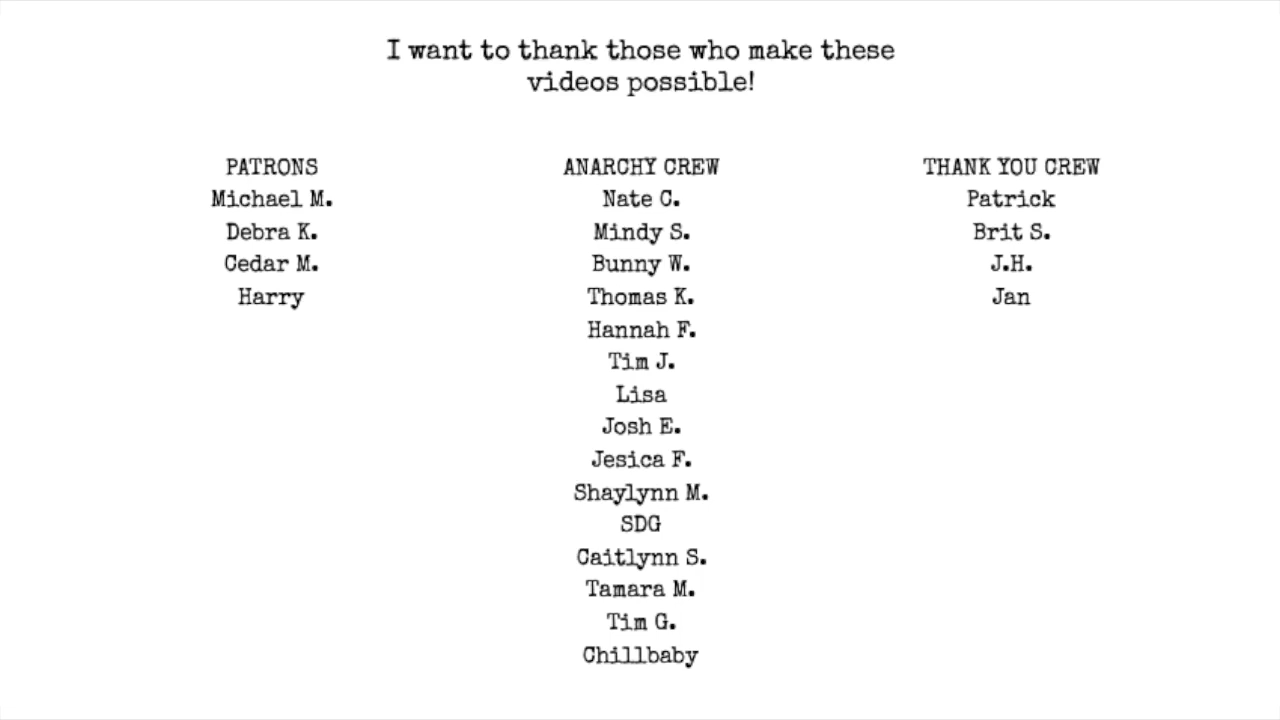 I want to thank those who make these
videos possible!
PATRONS
Michael M.
Debra K.
Cedar M.
Harry
ANARCHY CREW
Nate C.
Mindy S.
Bunny W.
Thomas K.
Hannah F.
Tim J.
Lisa
Josh E.
Jesica F.
Shaylynn M.
SDG
Caitlynn S.
Tamara M.
Tim G.
Chillbaby
THANK YOU CREW
Patrick
Brit S.
J.H.
Jan